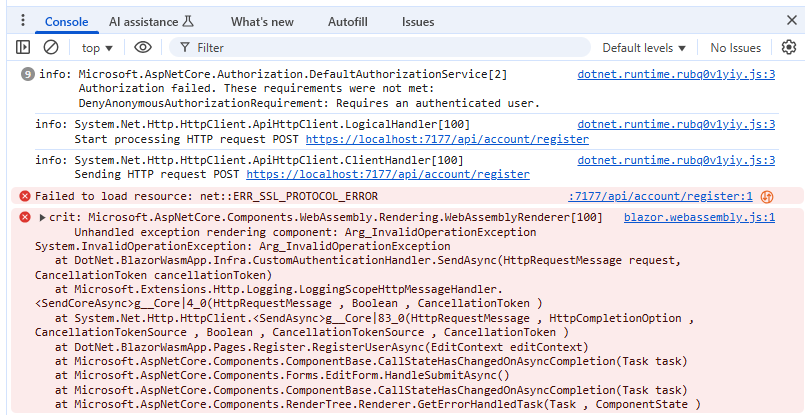 Console AI assistance What's new Autofill Issues
top Filter Default levels No Issues
9 info: Microsoft.AspNetCore.Authorization.DefaultAuthorizationService[2] dotnet.runtime.rubq0v1yiy.js:3
Authorization failed. These requirements were not met:
DenyAnonymousAuthorizationRequirement: Requires an authenticated user.
info: System.Net.Http.HttpClient.ApiHttpClient.LogicalHandler[100] dotnet.runtime.rubq0v1yiy.js:3
Start processing HTTP request POST https://localhost:7177/api/account/register
info: System.Net.Http.HttpClient.ApiHttpClient.ClientHandler[100] dotnet.runtime.rubq0v1yiy.js:3
Sending HTTP request POST https://localhost:7177/api/account/register
Failed to load resource: net::ERR_SSL_PROTOCOL_ERROR :7177/api/account/register:1
crit: Microsoft.AspNetCore.Components.WebAssembly.Rendering.WebAssemblyRenderer[100] blazor.webassembly.js:1
Unhandled exception rendering component: Arg_InvalidOperationException
System.InvalidOperationException: Arg_InvalidOperationException
at DotNet.BlazorWasmApp.Infra.CustomAuthenticationHandler.SendAsync(HttpRequestMessage request,
CancellationToken cancellationToken)
at Microsoft.Extensions.Http.Logging.LoggingScopeHttpMessageHandler.
<SendCoreAsync>g__Core|4_0(HttpRequestMessage , Boolean , CancellationToken )
at System.Net.Http.HttpClient.<SendAsync>g__Core|83_0(HttpRequestMessage , HttpCompletionOption ,
CancellationTokenSource , Boolean , CancellationTokenSource , CancellationToken )
at DotNet.BlazorWasmApp.Pages.Register.RegisterUserAsync(EditContext editContext)
at Microsoft.AspNetCore.Components.ComponentBase.CallStateHasChangedOnAsyncCompletion(Task task)
at Microsoft.AspNetCore.Components.Forms.EditForm.HandleSubmitAsync()
at Microsoft.AspNetCore.Components.ComponentBase.CallStateHasChangedOnAsyncCompletion(Task task)
at Microsoft.AspNetCore.Components.RenderTree.Renderer.GetErrorHandledTask(Task , ComponentState )